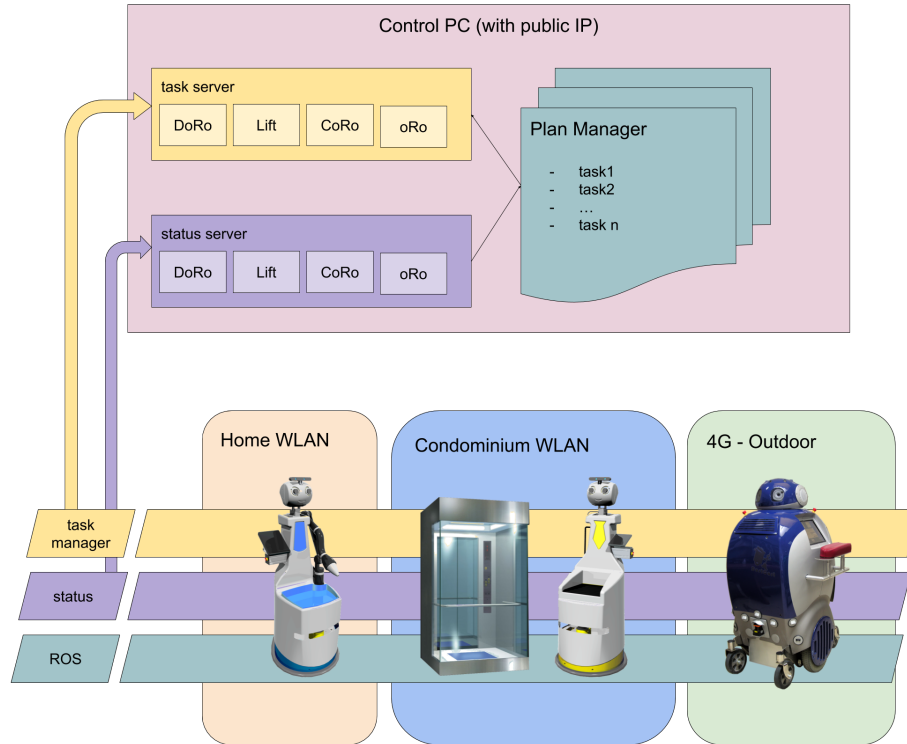 Control PC (with public IP)
task server
DoRo Lift CoRo oRo
Plan Manager
- task1
- task2
- ...
- task n
status server
DoRo Lift CoRo oRo
Home WLAN
Condominium WLAN
4G - Outdoor
task
manager
status
ROS